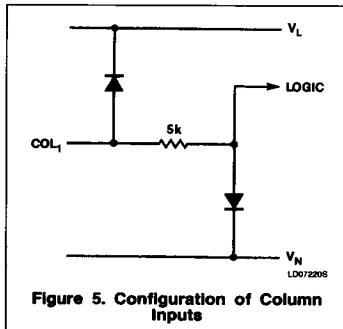 V_L
LOGIC
5k
COL_1
V_N
LD07220S
Figure 5. Configuration of Column
Inputs